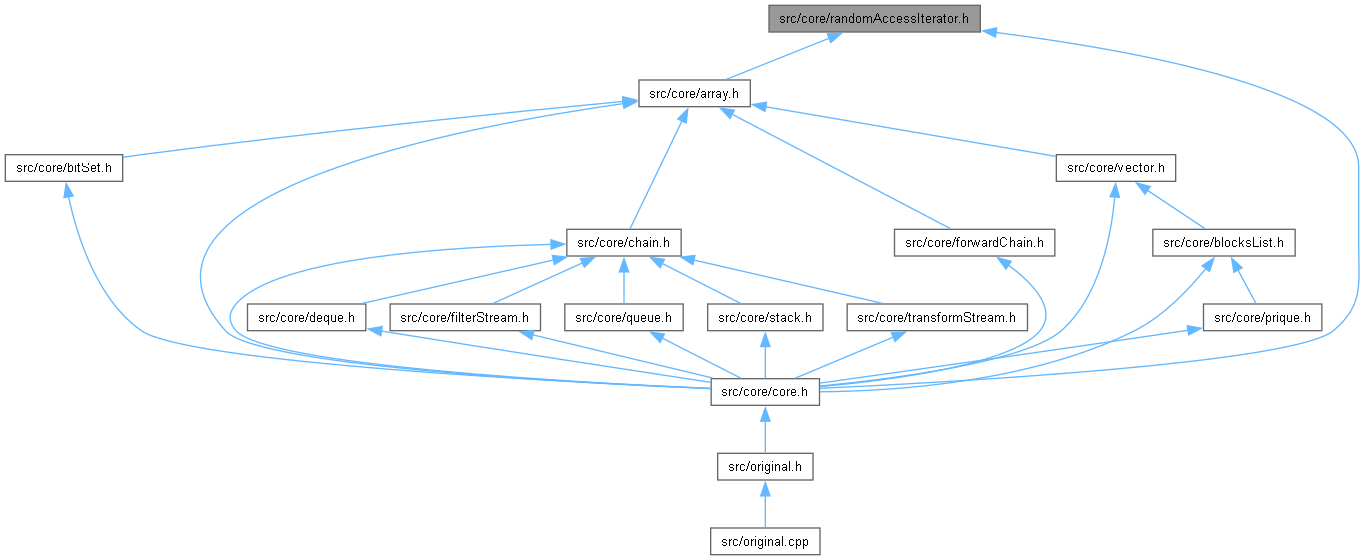 src/core/randomAccessIterator.h
src/core/array.h
src/core/bitSet.h
src/core/vector.h
src/core/chain.h
src/core/forwardChain.h
src/core/blocksList.h
src/core/deque.h
src/core/filterStream.h
src/core/queue.h
src/core/stack.h
src/core/transformStream.h
src/core/prique.h
src/core/core.h
src/original.h
src/original.cpp